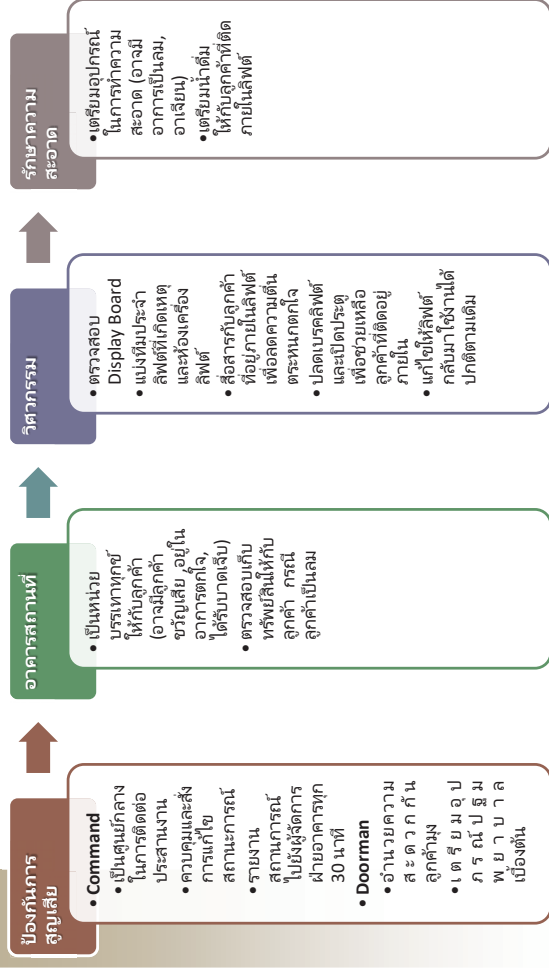 ป้องกันการ
สูญเสีย
• Command
•เป็นศูนย์กลาง
ในการติดต่อ
ประสานงาน
•ควบคุมและสั่ง
การแก้ไข
สถานะการณ์
•รายงาน
สถานการณ์
ไปยังผู้จัดการ
ฝ่ายอาคารทุก
30 นาที
• Doorman
•อำนวยความ
สะดวกกัน
ลูกค้ามุง
•เตรียมอุป
ภรณ์ปฐม
พยาบาล
เบื้องต้น
อาคารสถานที่
• เป็นหน่วย
บรรเทาทุกข์
ให้กับลูกค้า
(อาจมีลูกค้า
ขวัญเสีย ,อยู่ใน
อาการตกใจ,
ได้รับบาดเจ็บ)
• ตรวจสอบเก็บ
ทรัพย์สินให้กับ
ลูกค้า กรณี
ลูกค้าเป็นลม
วิศวกรรม
• ตรวจสอบ
Display Board
• แบ่งทีมประจำ
ลิฟต์ที่เกิดเหตุ
และห้องเครื่อง
ลิฟต์
• สื่อสารกับลูกค้า
ที่อยู่ภายในลิฟต์
เพื่อลดความตื่น
ตระหนกตกใจ
• ปลดเบรคลิฟต์
และเปิดประตู
เพื่อช่วยเหลือ
ลูกค้าที่ติดอยู่
ภายใน
• แก้ไขให้ลิฟต์
กลับมาใช้งานได้
ปกติตามเดิม
รักษาความ
สะอาด
•เตรียมอุปกรณ์
ในการทำความ
สะอาด (อาจมี
อาการเป็นลม,
อาเจียน)
•เตรียมน้ำดื่ม
ให้กับลูกค้าที่ติด
ภายในลิฟต์